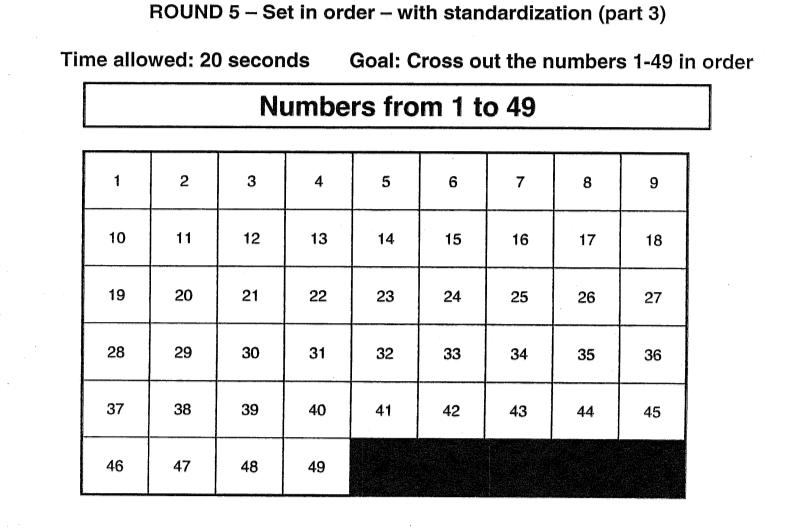 ROUND 5 – Set in order – with standardization (part 3)
Time allowed: 20 seconds Goal: Cross out the numbers 1-49 in order
Numbers from 1 to 49
1 2 3 4 5 6 7 8 9
10 11 12 13 14 15 16 17 18
19 20 21 22 23 24 25 26 27
28 29 30 31 32 33 34 35 36
37 38 39 40 41 42 43 44 45
46 47 48 49